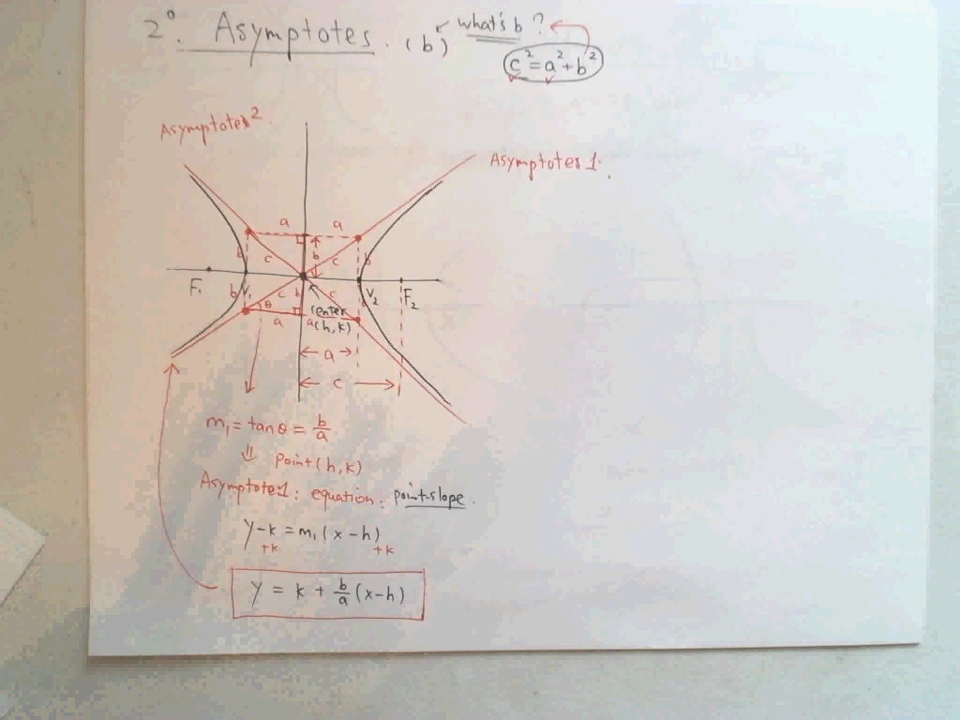 2°. Asymptotes. (b) what's b?
c² = a² + b²
Asymptotes 2.
Asymptotes 1.
a a
b c b c b
F₁ b V₁ c b c V₂ F₂
θ center
a a (h, k)
a
c
m₁ = tan θ = b/a
⇓ point (h, k)
Asymptote 1: equation: point-slope.
y-k = m₁ (x-h)
+k +k
y = k + b/a (x-h)